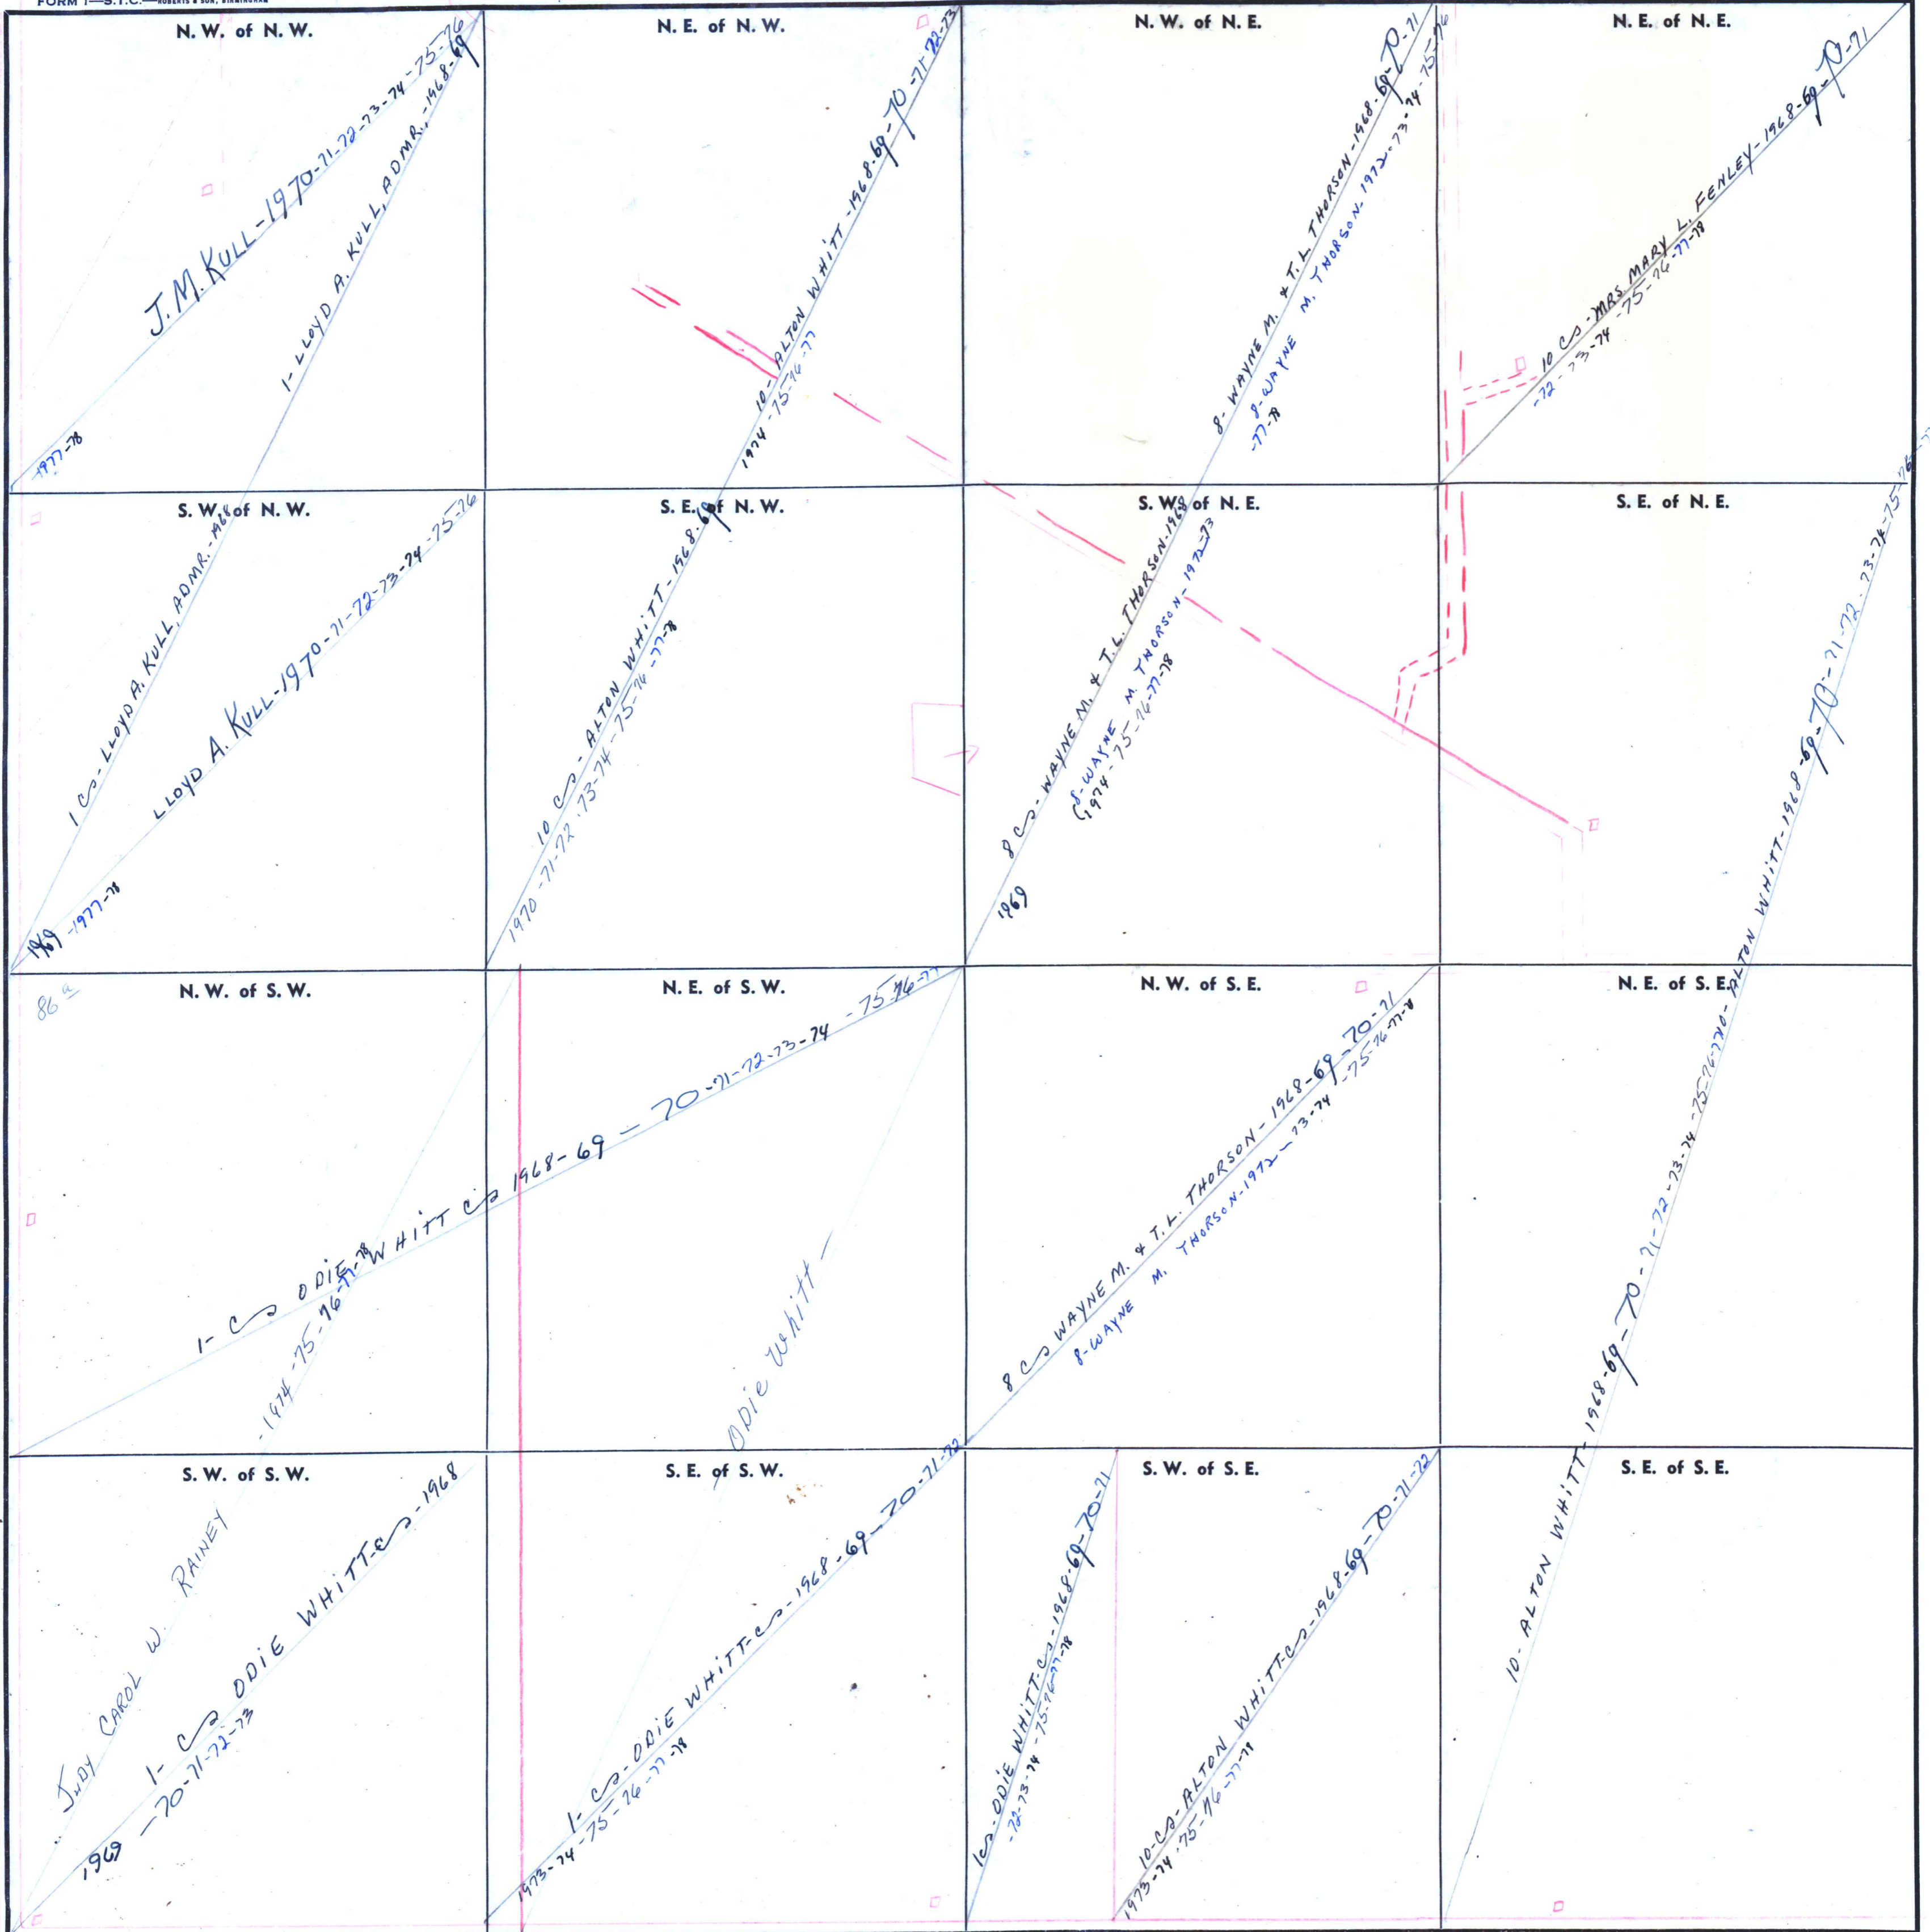 FORM 1—S.T.C.—ROBERTS & SON, BIRMINGHAM
N. W. of N. W.
J. M. KULL - 1970-71-72-73-74-75-76
1977-78
1- LLOYD A. KULL, ADMR. - 1968-69
N. E. of N. W.
10- ALTON WHITT - 1968-69-70-71-72-73
1974-75-76-77
N. W. of N. E.
8- WAYNE M. & T. L. THORSON - 1968-69-70-71
8- WAYNE M. THORSON - 1972-73-74-75-76
-77-78
N. E. of N. E.
10 CS - MRS. MARY L. FENLEY - 1968-69-70-71
-72-73-74-75-76-77-78
S. W. of N. W.
1 CS - LLOYD A. KULL, ADMR. - 1968
1969
LLOYD A. KULL - 1970-71-72-73-74-75-76
-1977-78
S. E. of N. W.
10 CS - ALTON WHITT - 1968-69
1970-71-72-73-74-75-76-77-78
S. W. of N. E.
8 CS - WAYNE M. & T. L. THORSON - 1968
1969
8- WAYNE M. THORSON - 1972-73
(1974-75-76-77-78
S. E. of N. E.
10- ALTON WHITT - 1968-69-70-71-72-73-74-75-76-77
N. W. of S. W.
86 a
1- CS ODIE WHITT CS 1968-69-70-71-72-73-74-75-76-77
-1974-75-76-77-78
N. E. of S. W.
ODIE Whitt -
N. W. of S. E.
8 CS WAYNE M. & T. L. THORSON - 1968-69-70-71
8- WAYNE M. THORSON - 1972-73-74-75-76-77-78
N. E. of S. E.
10- ALTON WHITT - 1968-69-70-71-72-73-74-75-76-77
S. W. of S. W.
JUDY CAROL W. RAINEY
1- CS ODIE WHITT-CS - 1968
1969-70-71-72-73
S. E. of S. W.
1- CS - ODIE WHITT-CS - 1968-69-70-71-72
1973-74-75-76-77-78
S. W. of S. E.
1 CS - ODIE WHITT-CS - 1968-69-70-71
-72-73-74-75-76-77-78
10- CS - ALTON WHITT-CS - 1968-69-70-71-72
1973-74-75-76-77-78
S. E. of S. E.